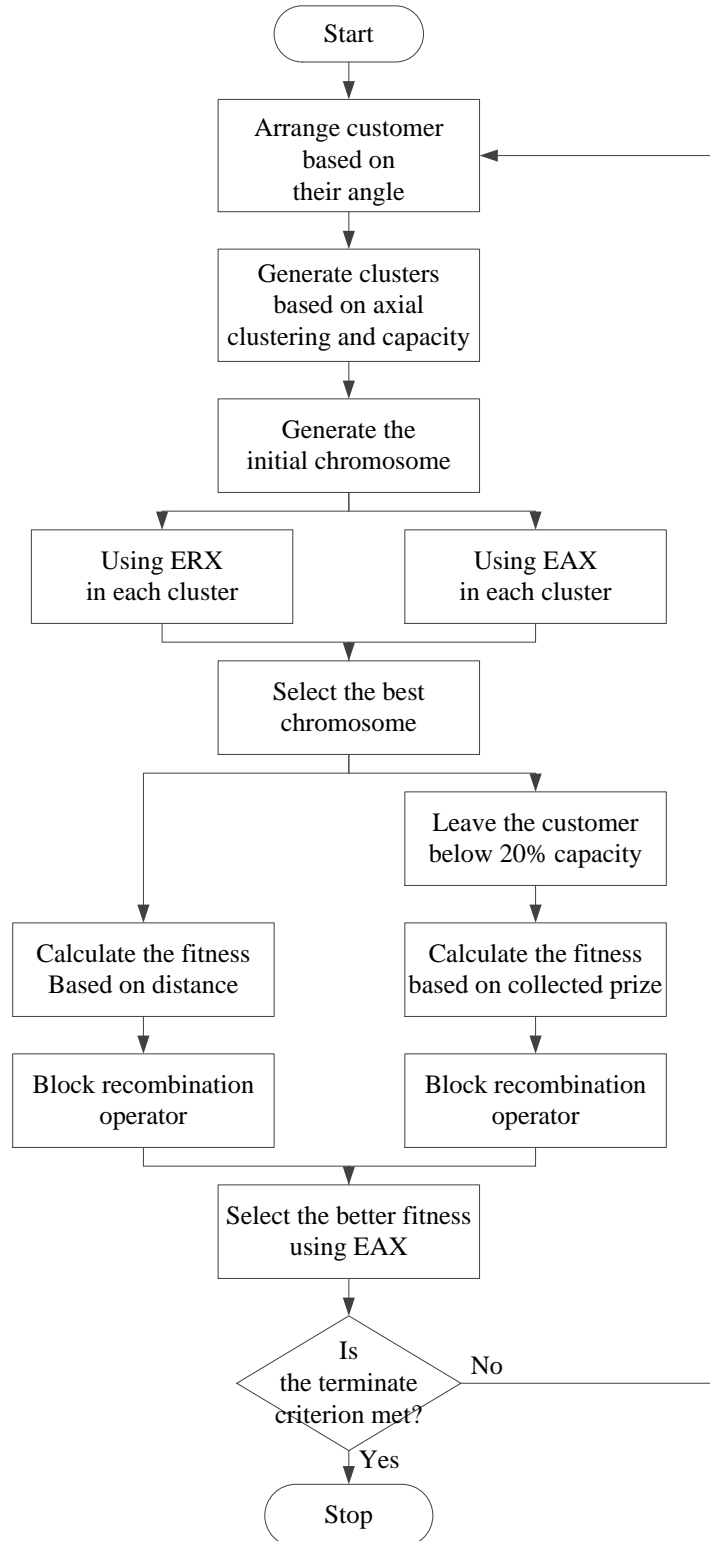 Start
Arrange customer
based on
their angle
Generate clusters
based on axial
clustering and capacity
Generate the
initial chromosome
Using ERX
in each cluster
Using EAX
in each cluster
Select the best
chromosome
Leave the customer
below 20% capacity
Calculate the fitness
Based on distance
Calculate the fitness
based on collected prize
Block recombination
operator
Block recombination
operator
Select the better fitness
using EAX
Is
the terminate
criterion met?
No
Yes
Stop